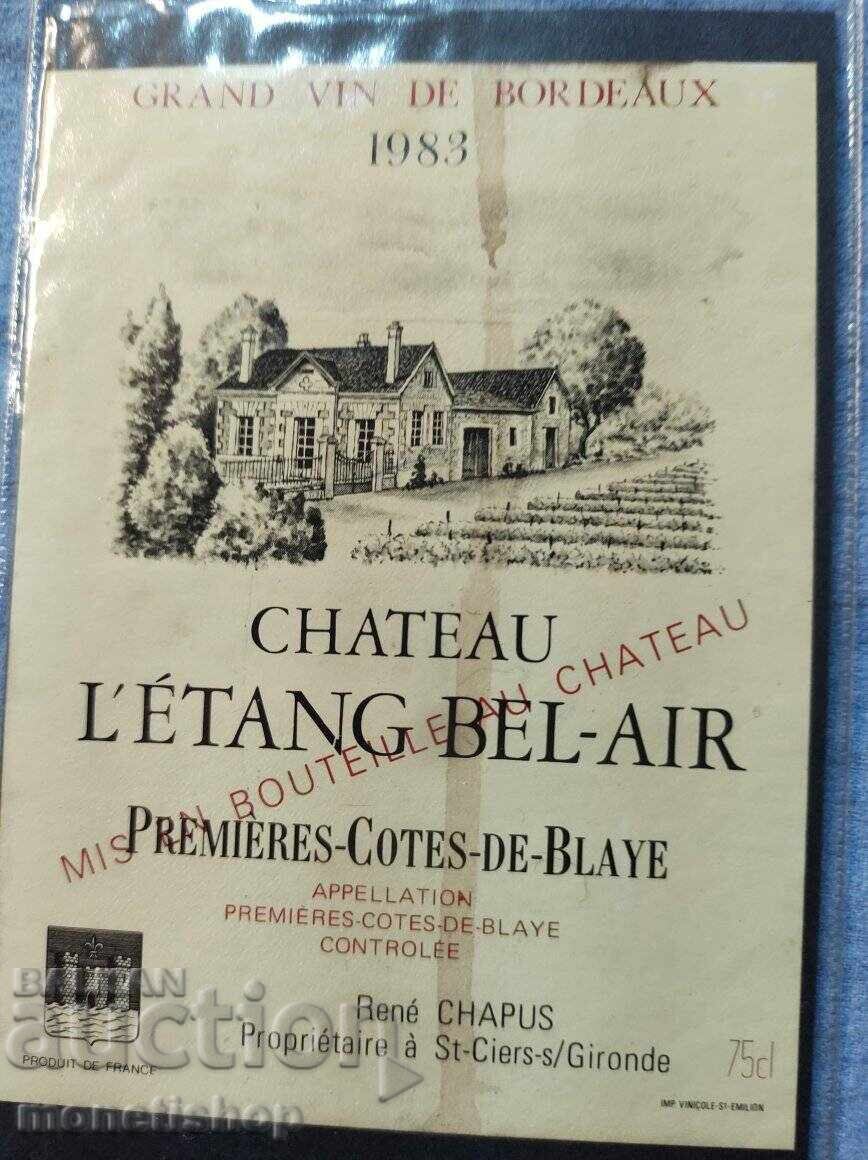 GRAND VIN DE BORDEAUX
1983
CHATEAU
L'ÉTANG BEL-AIR
MIS EN BOUTEILLE AU CHATEAU
PREMIÈRES-COTES-DE-BLAYE
APPELLATION
PREMIÈRES-COTES-DE-BLAYE
CONTROLÉE
René CHAPUS
Propriétaire à St-Ciers-s/Gironde
75cl
PRODUIT DE FRANCE
IMP. VINICOLE-ST-EMILION
BALKAN
auction
monetishop